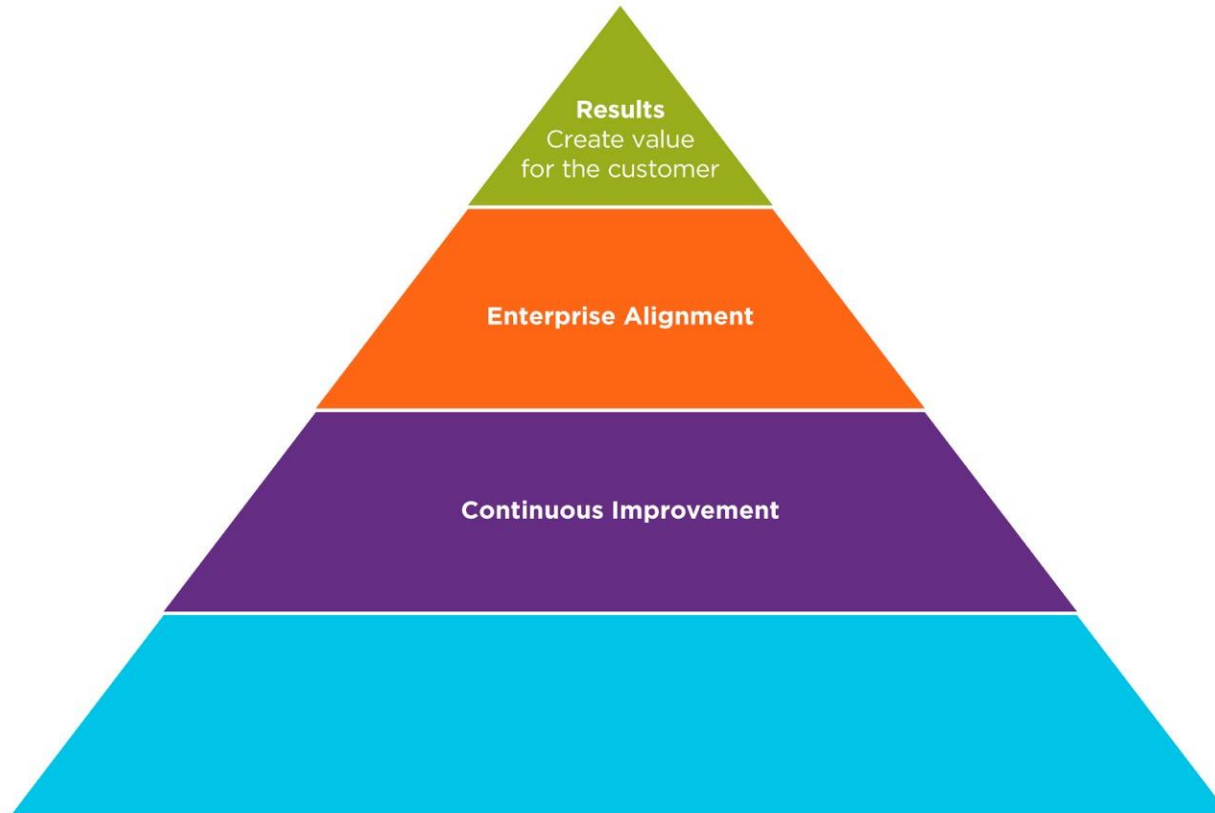 Results
Create value
for the customer
Enterprise Alignment
Continuous Improvement